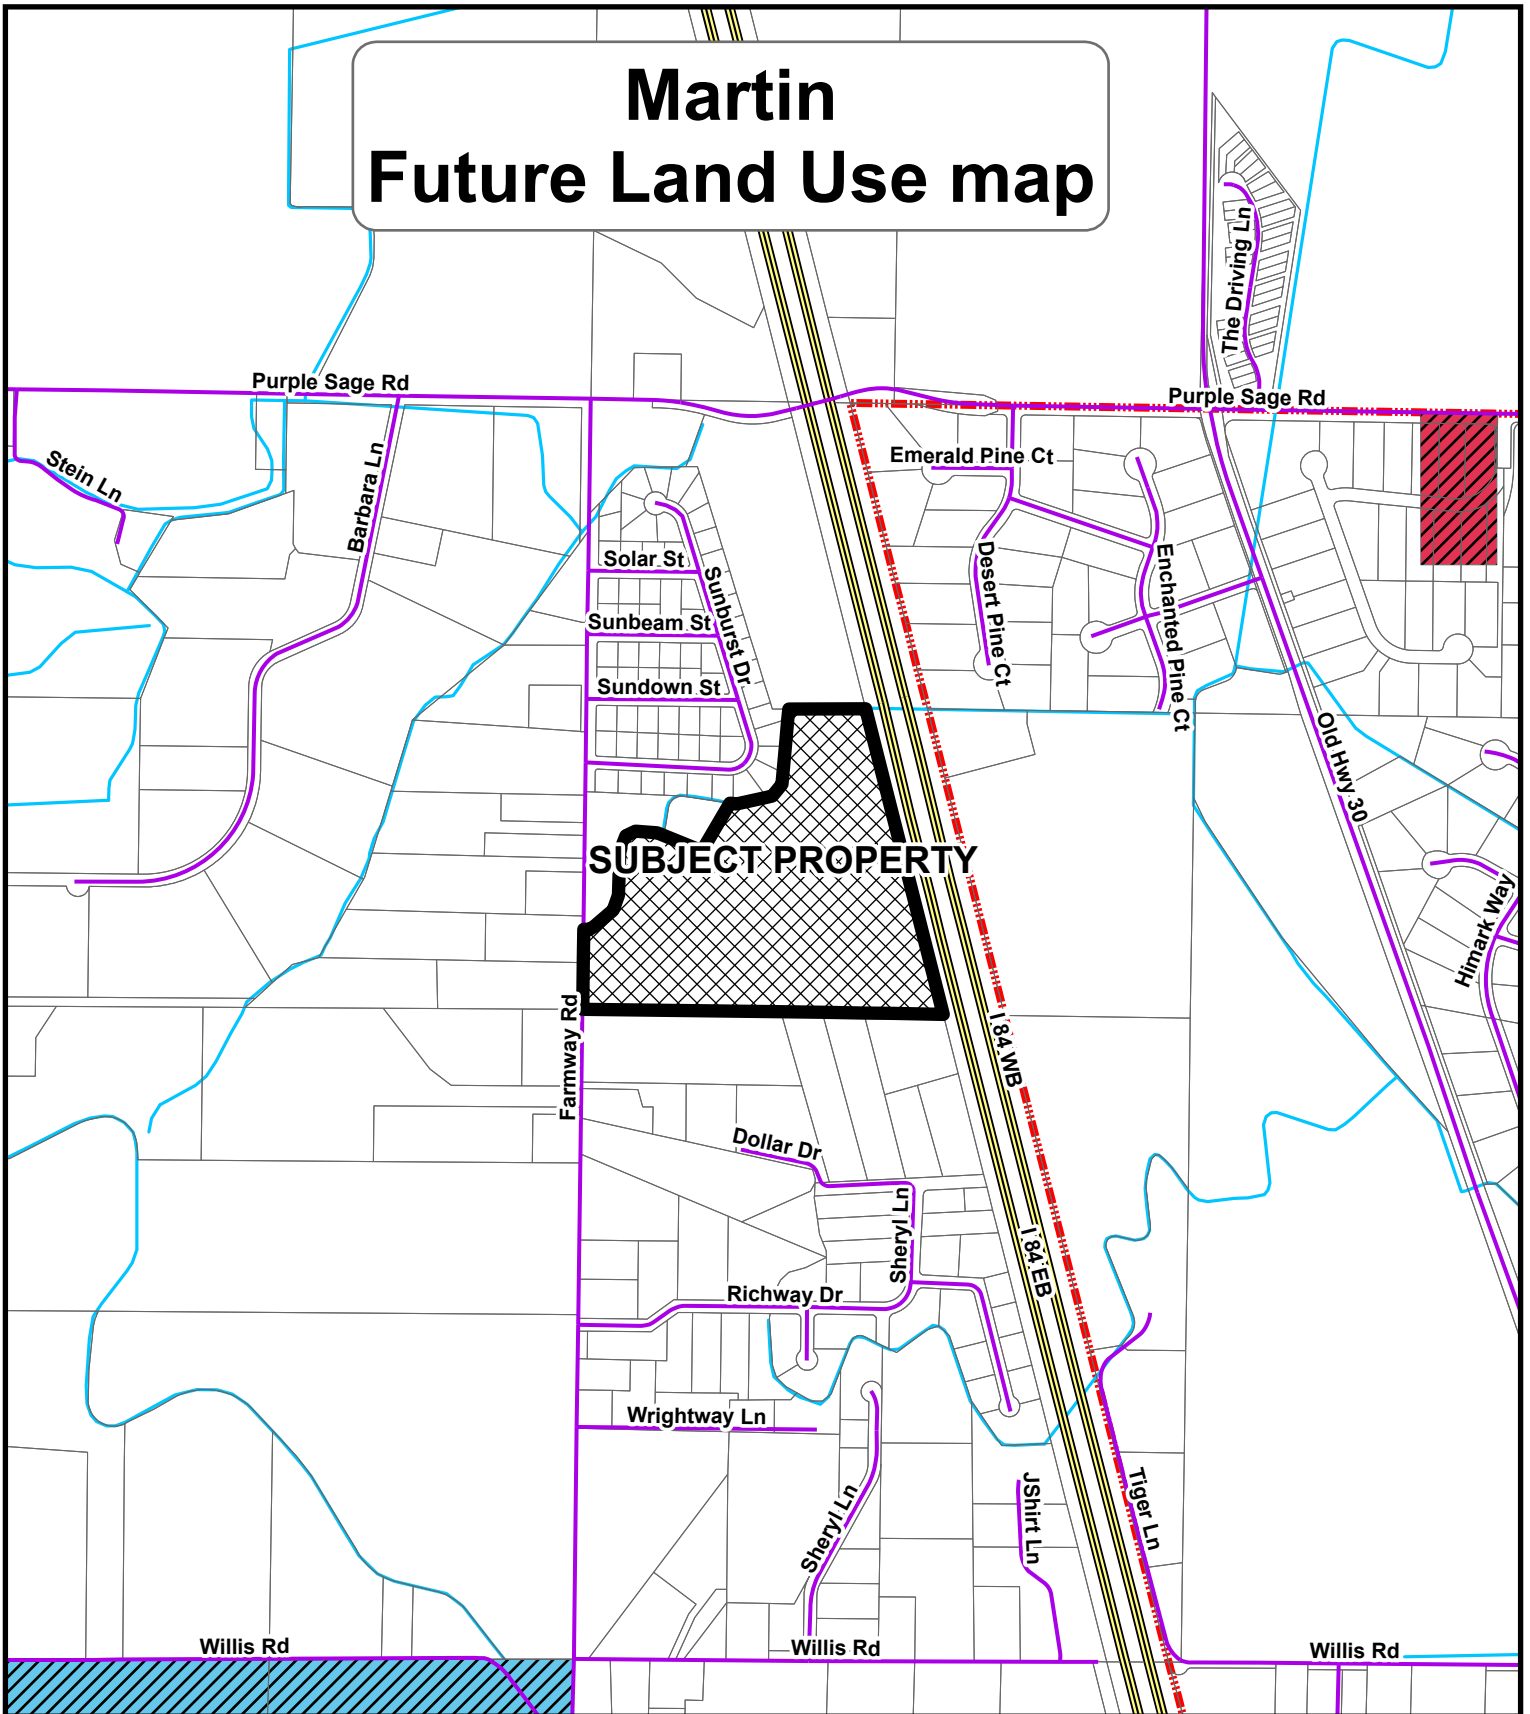 Martin
Future Land Use map
The Driving Ln
Purple Sage Rd
Purple Sage Rd
Stein Ln
Barbara Ln
Emerald Pine Ct
Solar St
Sunburst Dr
Desert Pine Ct
Enchanted Pine Ct
Sunbeam St
Sundown St
Old Hwy 30
SUBJECT PROPERTY
Himark Way
Farmway Rd
I 84 WB
Dollar Dr
Sheryl Ln
I 84 EB
Richway Dr
Wrightway Ln
Sheryl Ln
JShirt Ln
Tiger Ln
Willis Rd
Willis Rd
Willis Rd